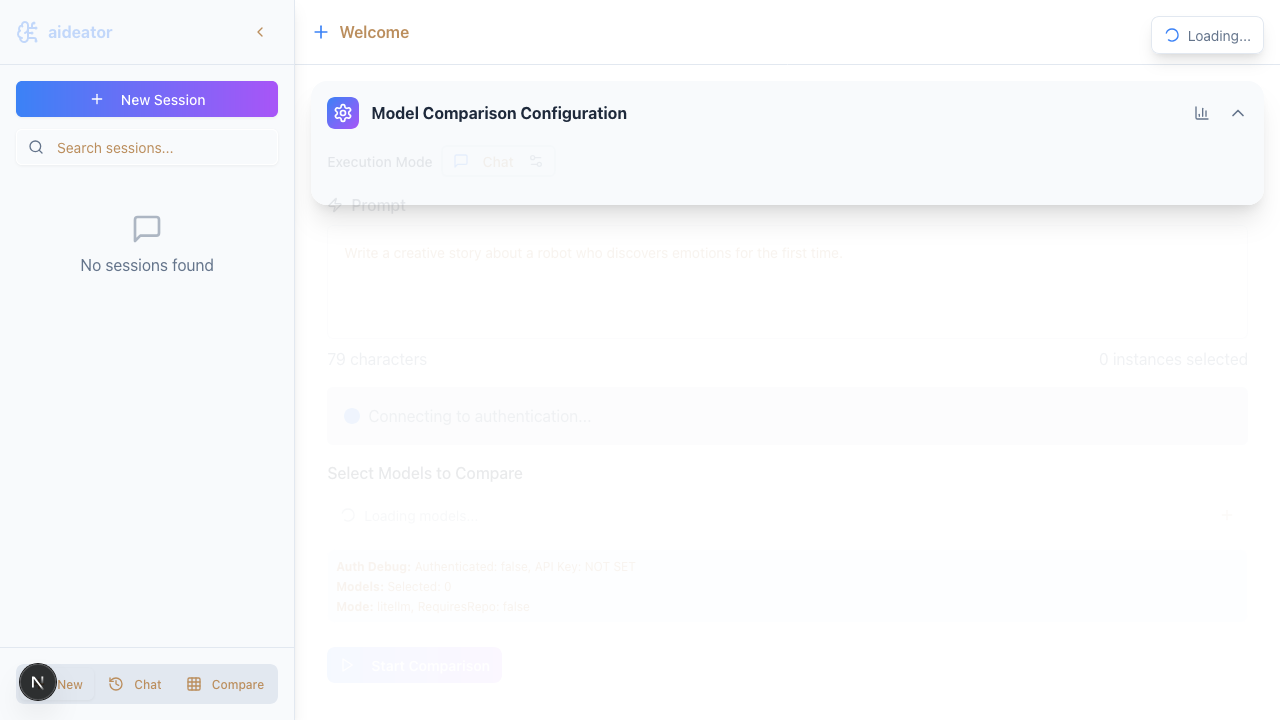 aideator
New Session
Search sessions...
No sessions found
New
Chat
Compare
Welcome
Loading...
Model Comparison Configuration
Execution Mode
Chat
Prompt
Write a creative story about a robot who discovers emotions for the first time.
79 characters
0 instances selected
Connecting to authentication...
Select Models to Compare
Loading models...
Auth Debug: Authenticated: false, API Key: NOT SET
Models: Selected: 0
Mode: litellm, RequiresRepo: false
Start Comparison